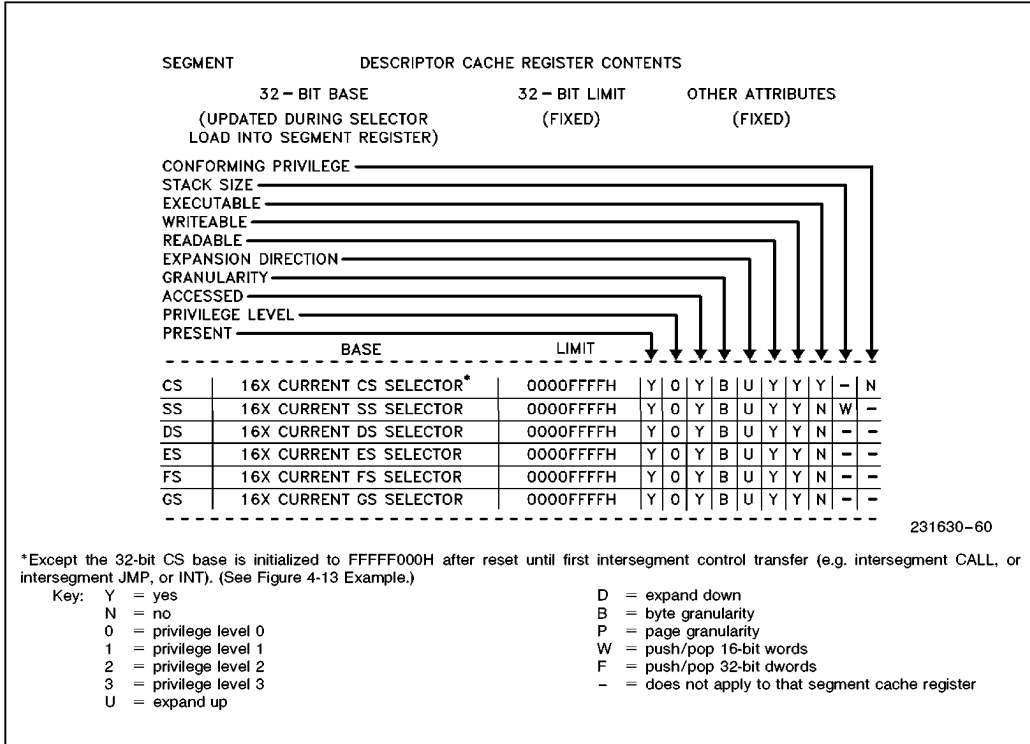 SEGMENT DESCRIPTOR CACHE REGISTER CONTENTS
32 – BIT BASE 32 – BIT LIMIT OTHER ATTRIBUTES
(UPDATED DURING SELECTOR (FIXED) (FIXED)
LOAD INTO SEGMENT REGISTER)
CONFORMING PRIVILEGE
STACK SIZE
EXECUTABLE
WRITEABLE
READABLE
EXPANSION DIRECTION
GRANULARITY
ACCESSED
PRIVILEGE LEVEL
PRESENT
BASE LIMIT
CS 16X CURRENT CS SELECTOR* 0000FFFFH Y 0 Y B U Y Y Y – N
SS 16X CURRENT SS SELECTOR 0000FFFFH Y 0 Y B U Y Y N W –
DS 16X CURRENT DS SELECTOR 0000FFFFH Y 0 Y B U Y Y N – –
ES 16X CURRENT ES SELECTOR 0000FFFFH Y 0 Y B U Y Y N – –
FS 16X CURRENT FS SELECTOR 0000FFFFH Y 0 Y B U Y Y N – –
GS 16X CURRENT GS SELECTOR 0000FFFFH Y 0 Y B U Y Y N – –
231630–60
*Except the 32-bit CS base is initialized to FFFFF000H after reset until first intersegment control transfer (e.g. intersegment CALL, or
intersegment JMP, or INT). (See Figure 4-13 Example.)
Key: Y = yes
N = no
0 = privilege level 0
1 = privilege level 1
2 = privilege level 2
3 = privilege level 3
U = expand up
D = expand down
B = byte granularity
P = page granularity
W = push/pop 16-bit words
F = push/pop 32-bit dwords
– = does not apply to that segment cache register